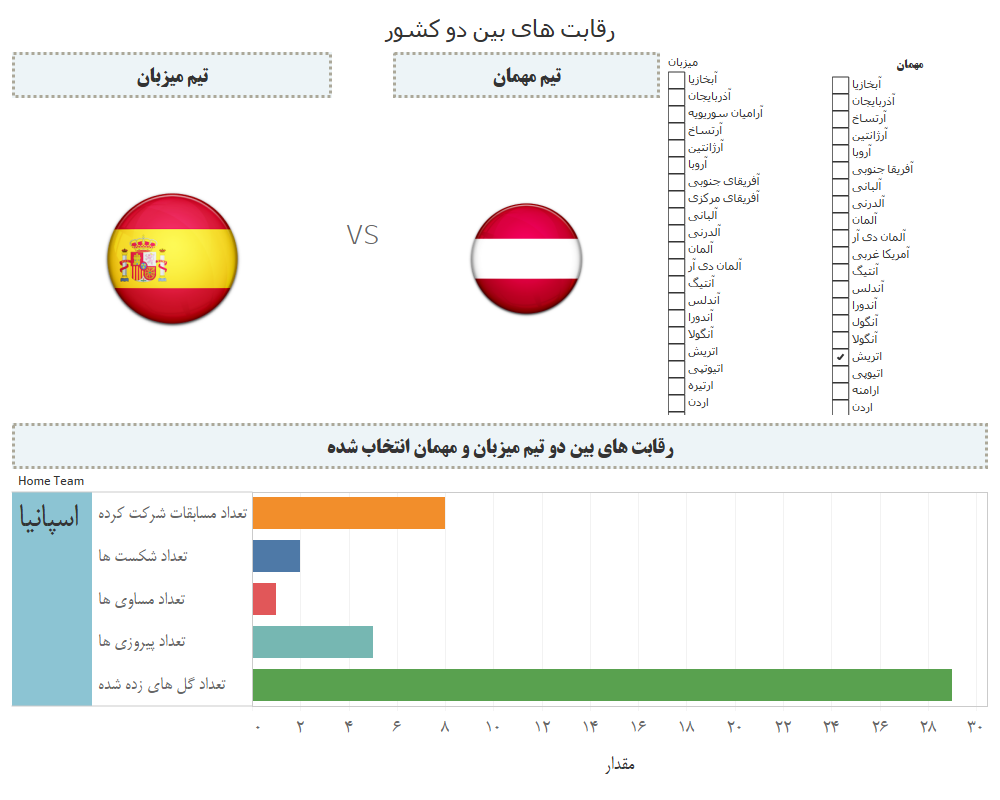 رقابت های بین دو کشور
تیم میزبان
تیم مهمان
VS
میزبان
آبخازیا
آذربایجان
آرامیان سوریویه
آرتساخ
آرژانتین
آروبا
آفریقای جنوبی
آفریقای مرکزی
آلبانی
آلدرنی
آلمان
آلمان دی آر
آنتیگ
آندلس
آندورا
آنگولا
اتریش
اتیوتپی
ارتیره
اردن
مهمان
آبخازیا
آذربایجان
آرتساخ
آرژانتین
آروبا
آفریقا جنوبی
آلبانی
آلدرنی
آلمان
آلمان دی آر
آمریکا غربی
آنتیگ
آندلس
آندورا
آنگول
آنگولا
اتریش
اتیوپی
ارامنه
اردن
رقابت های بین دو تیم میزبان و مهمان انتخاب شده
Home Team
اسپانیا
تعداد مسابقات شرکت کرده
تعداد شکست ها
تعداد مساوی ها
تعداد پیروزی ها
تعداد گل های زده شده
۰ ۲ ۴ ۶ ۸ ۱۰ ۱۲ ۱۴ ۱۶ ۱۸ ۲۰ ۲۲ ۲۴ ۲۶ ۲۸ ۳۰
مقدار